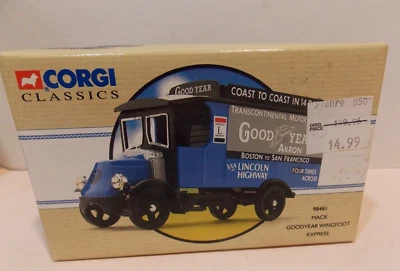 CORGI
CLASSICS
GOOD YEAR
COAST TO COAST IN 14
TRANSCONTINENTAL MOTOR
GOOD YEAR
AKRON
BOSTON TO SAN FRANCISCO
VIA LINCOLN
HIGHWAY
FOUR TIMES
ACROSS
L
850
14.99
98481
MACK
GOODYEAR WINGFOOT
EXPRESS